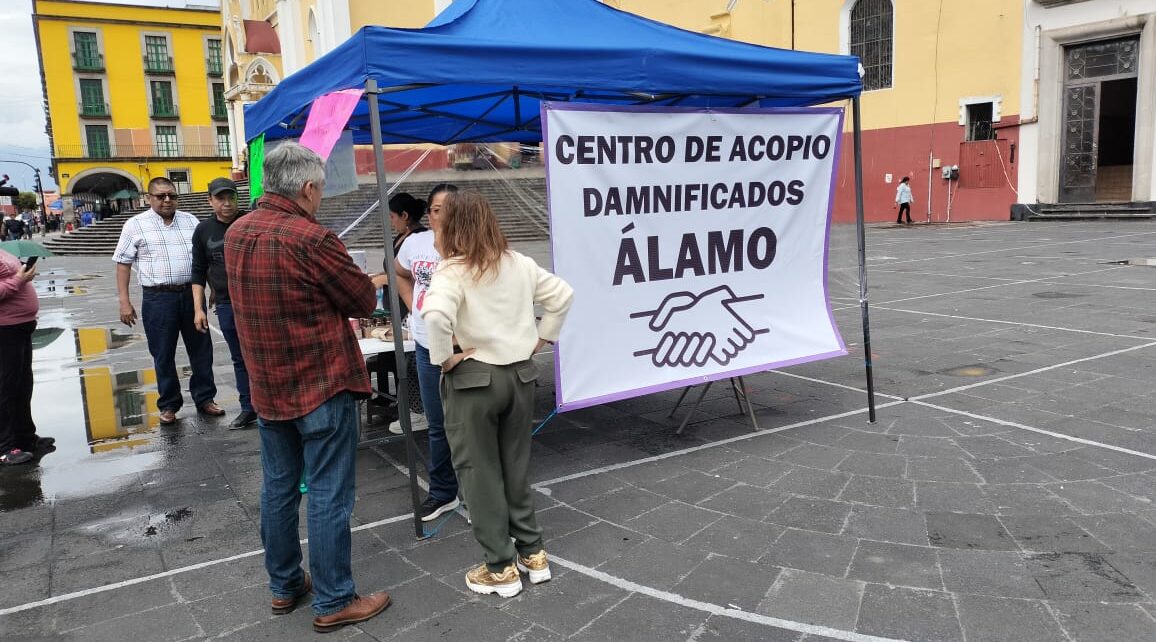 CENTRO DE ACOPIO
DAMNIFICADOS
ÁLAMO